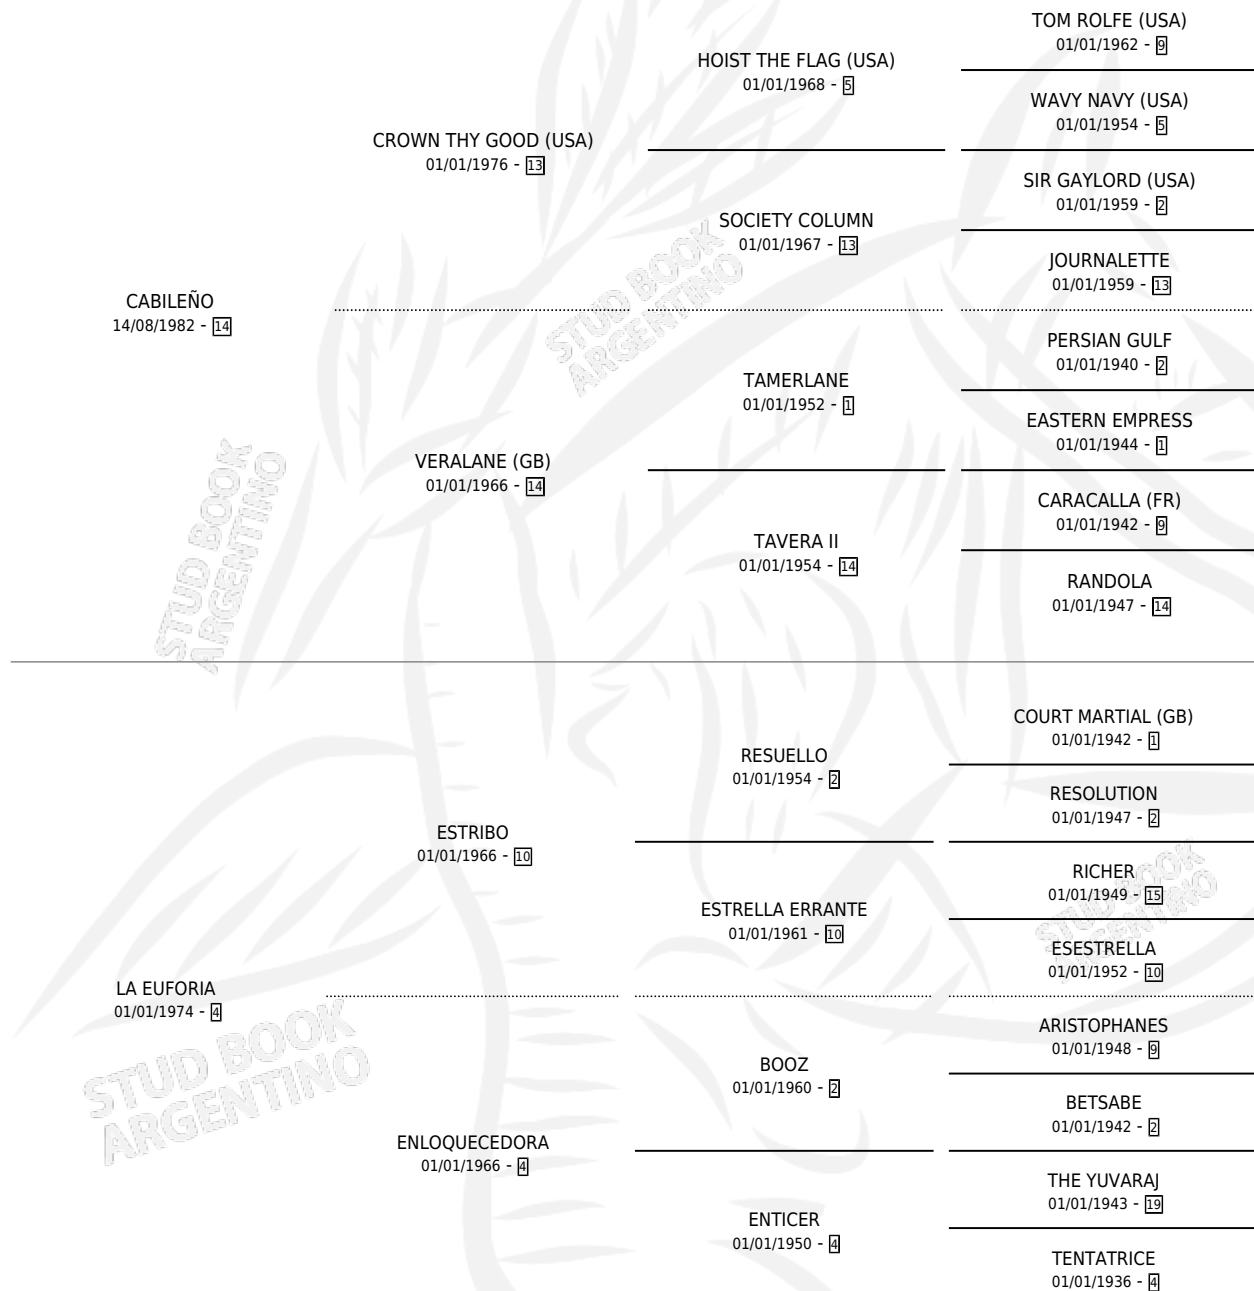 TOM ROLFE (USA)
01/01/1962 - 9
HOIST THE FLAG (USA)
01/01/1968 - 5
WAVY NAVY (USA)
01/01/1954 - 5
CROWN THY GOOD (USA)
01/01/1976 - 13
SIR GAYLORD (USA)
01/01/1959 - 2
SOCIETY COLUMN
01/01/1967 - 13
JOURNALETTE
01/01/1959 - 13
CABILEÑO
14/08/1982 - 14
PERSIAN GULF
01/01/1940 - 2
TAMERLANE
01/01/1952 - 1
EASTERN EMPRESS
01/01/1944 - 1
VERALANE (GB)
01/01/1966 - 14
CARACALLA (FR)
01/01/1942 - 9
TAVERA II
01/01/1954 - 14
RANDOLA
01/01/1947 - 14
COURT MARTIAL (GB)
01/01/1942 - 1
RESUELLO
01/01/1954 - 2
RESOLUTION
01/01/1947 - 2
ESTRIBO
01/01/1966 - 10
RICHER
01/01/1949 - 15
ESTRELLA ERRANTE
01/01/1961 - 10
ESESTRELLA
01/01/1952 - 10
LA EUFORIA
01/01/1974 - 4
ARISTOPHANES
01/01/1948 - 9
BOOZ
01/01/1960 - 2
BETSABE
01/01/1942 - 2
ENLOQUECEDORA
01/01/1966 - 4
THE YUVARAJ
01/01/1943 - 19
ENTICER
01/01/1950 - 4
TENTATRICE
01/01/1936 - 4
STUD BOOK
ARGENTINO
STUD BOOK
ARGENTINO
STUD BOOK
ARGENTINO
STUD BOOK
ARGENTINO